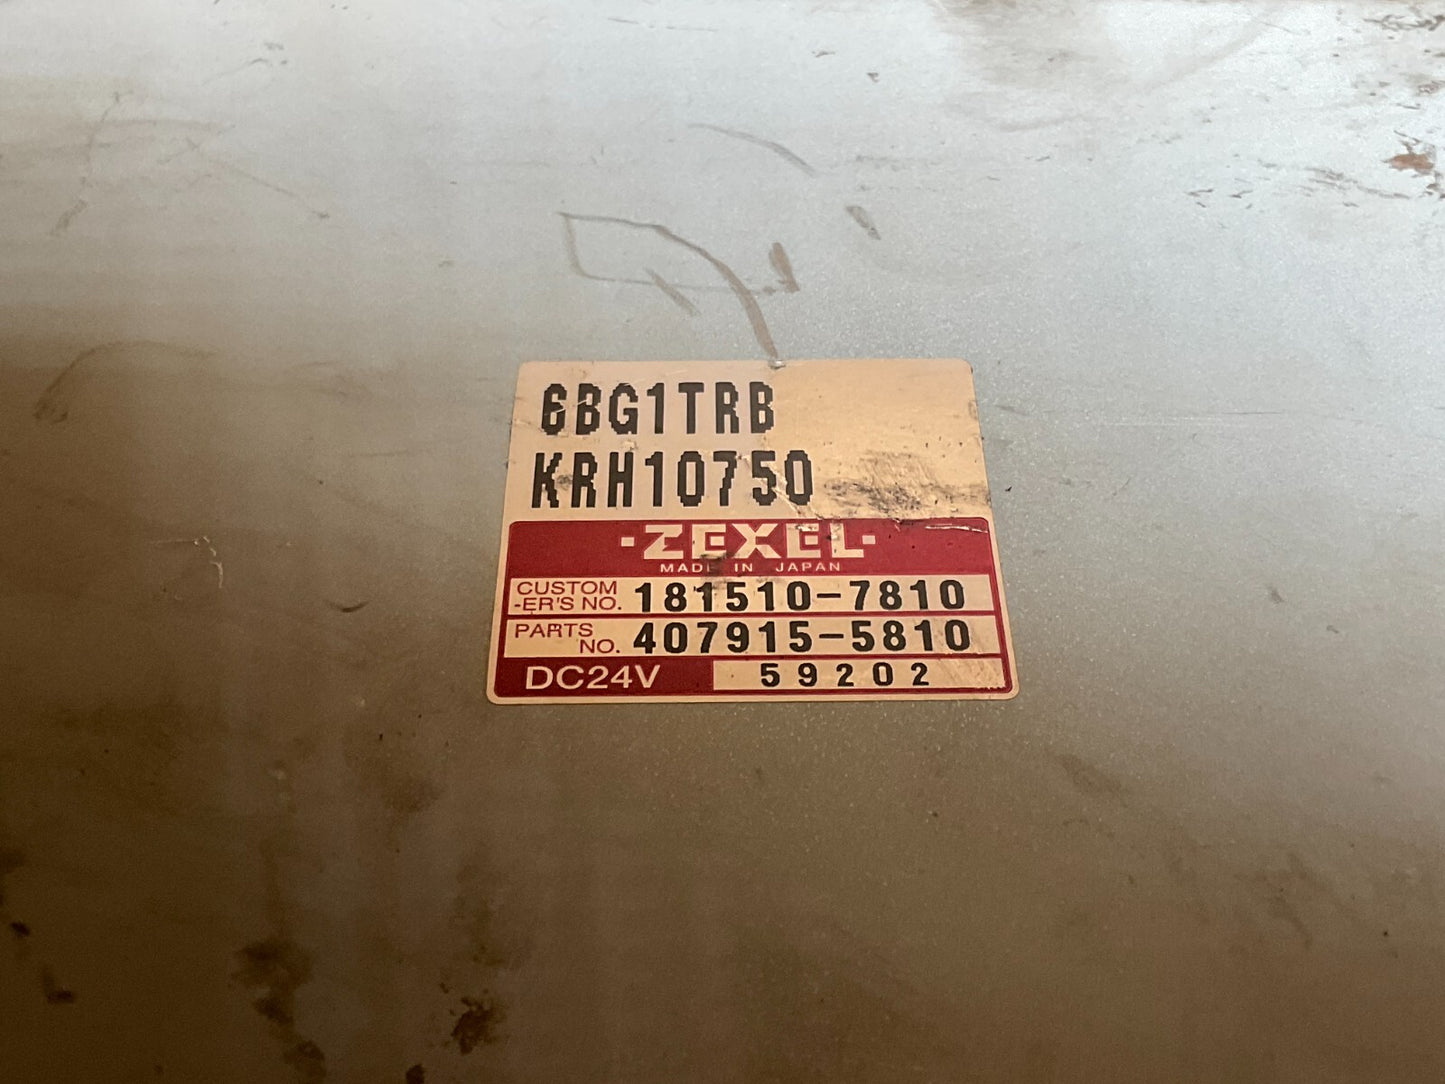 6BG1TRB
KRH10750
·ZEXEL·
MADE IN JAPAN
CUSTOM
-ER'S NO. 181510-7810
PARTS
NO. 407915-5810
DC24V 59202